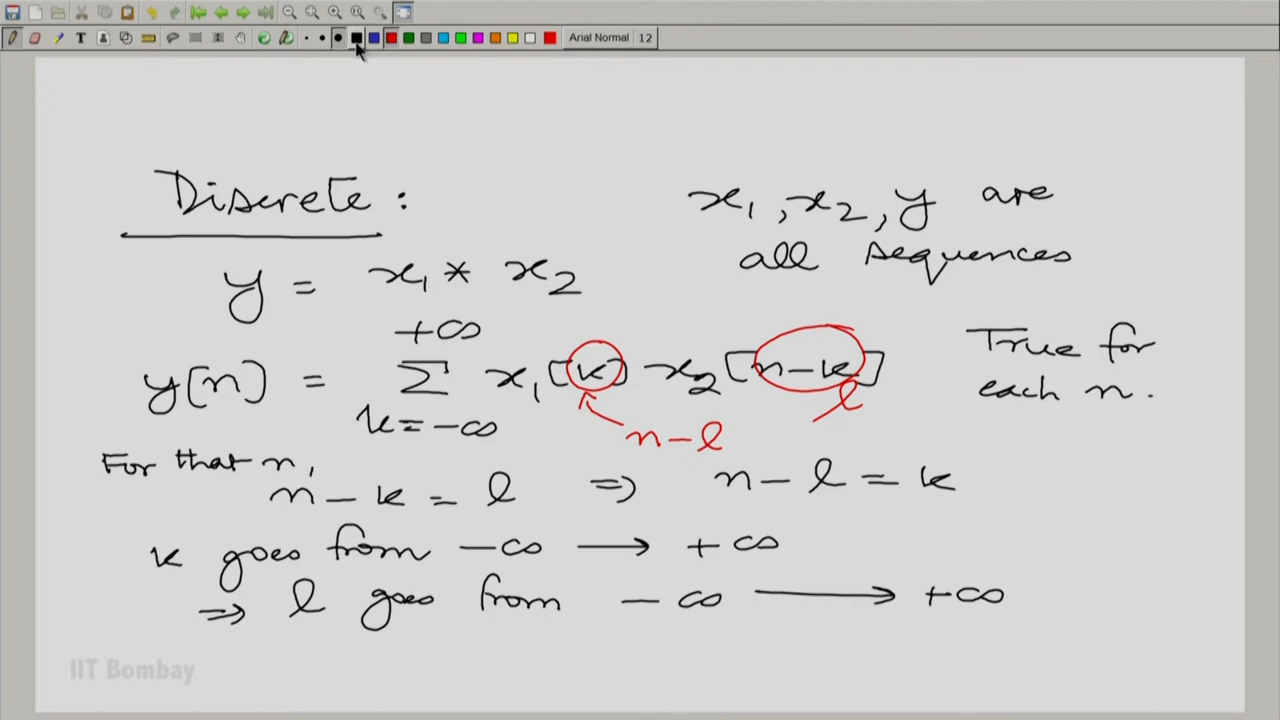 Arial Normal 12
Discrete :
x₁, x₂, y are
all sequences
y = x₁ * x₂
+∞
y[n] = Σ x₁[k] x₂[n-k]
k = -∞
True for
each n.
l
n-l
For that n,
n - k = l ⇒ n - l = k
k goes from -∞ → +∞
⇒ l goes from -∞ → +∞
IIT Bombay